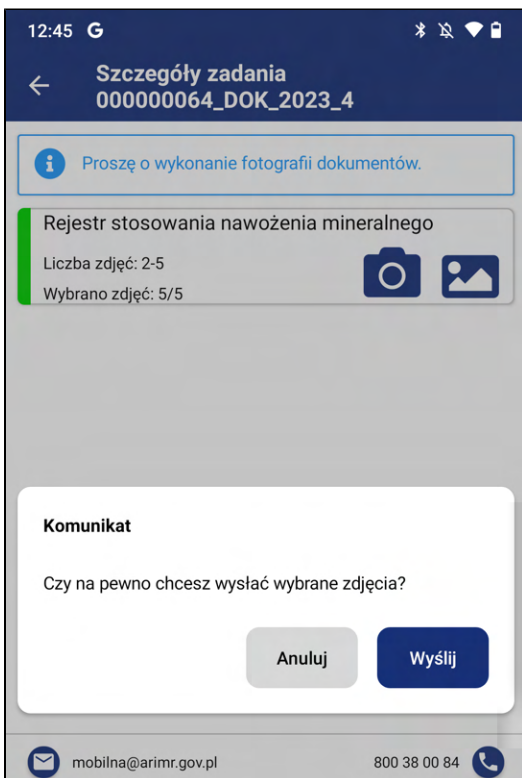 12:45 G
Szczegóły zadania
000000064_DOK_2023_4
Proszę o wykonanie fotografii dokumentów.
Rejestr stosowania nawożenia mineralnego
Liczba zdjęć: 2-5
Wybrano zdjęć: 5/5
Komunikat
Czy na pewno chcesz wysłać wybrane zdjęcia?
Anuluj Wyślij
mobilna@arimr.gov.pl 800 38 00 84